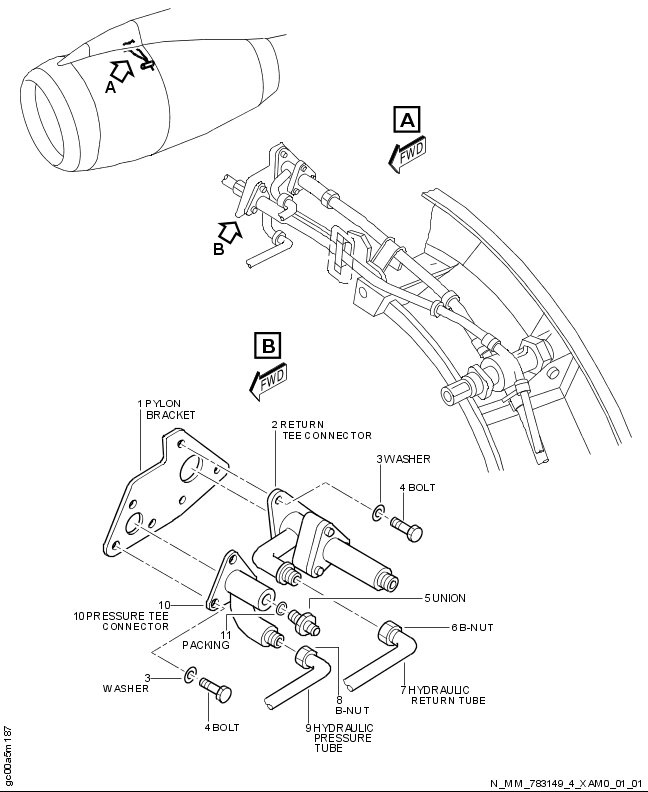 A
A
FWD
B
B
FWD
1 PYLON
BRACKET
2 RETURN
TEE CONNECTOR
3 WASHER
4 BOLT
5 UNION
6 B-NUT
10
10 PRESSURE TEE
CONNECTOR
11
PACKING
3
WASHER
4 BOLT
8
B-NUT
7 HYDRAULIC
RETURN TUBE
9 HYDRAULIC
PRESSURE
TUBE
gc00a5m187
N_MM_783149_4_XAM0_01_01